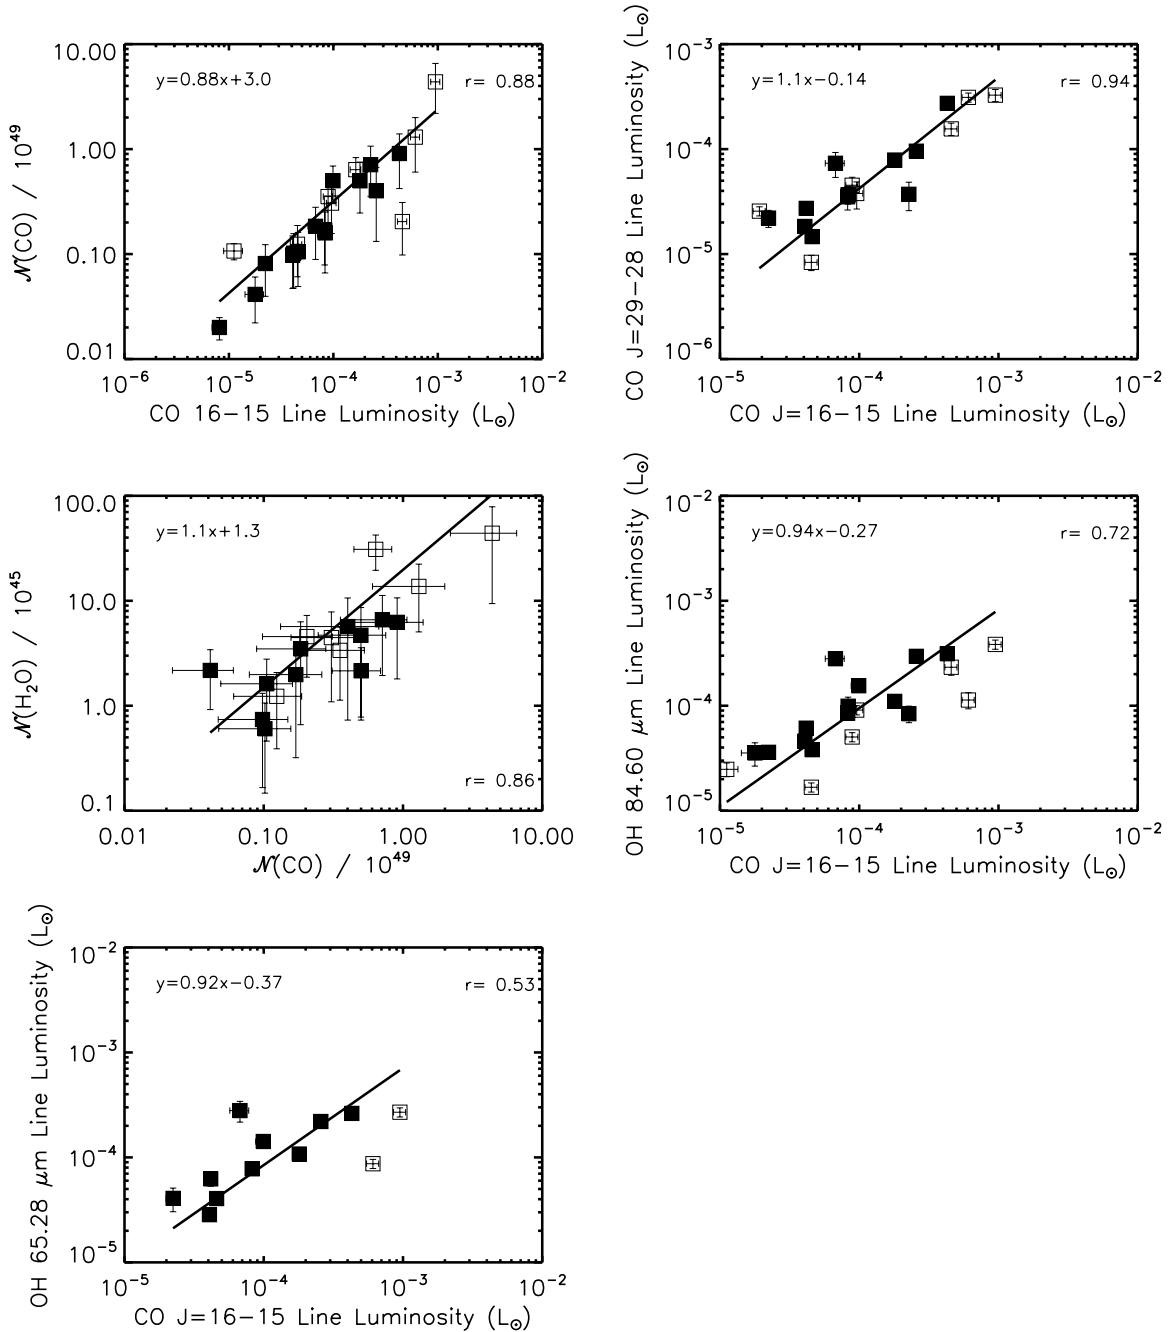 10.00
1.00
0.10
0.01
𝒩(CO) / 10⁴⁹
y=0.88x+3.0
r= 0.88
10⁻⁶ 10⁻⁵ 10⁻⁴ 10⁻³ 10⁻²
CO 16−15 Line Luminosity (L⊙)
10⁻³
10⁻⁴
10⁻⁵
10⁻⁶
CO J=29−28 Line Luminosity (L⊙)
y=1.1x−0.14
r= 0.94
10⁻⁵ 10⁻⁴ 10⁻³ 10⁻²
CO J=16−15 Line Luminosity (L⊙)
100.0
10.0
1.0
0.1
𝒩(H₂O) / 10⁴⁵
y=1.1x+1.3
r= 0.86
0.01 0.10 1.00 10.00
𝒩(CO) / 10⁴⁹
10⁻²
10⁻³
10⁻⁴
10⁻⁵
OH 84.60 μm Line Luminosity (L⊙)
y=0.94x−0.27
r= 0.72
10⁻⁵ 10⁻⁴ 10⁻³ 10⁻²
CO J=16−15 Line Luminosity (L⊙)
10⁻²
10⁻³
10⁻⁴
10⁻⁵
OH 65.28 μm Line Luminosity (L⊙)
y=0.92x−0.37
r= 0.53
10⁻⁵ 10⁻⁴ 10⁻³ 10⁻²
CO J=16−15 Line Luminosity (L⊙)